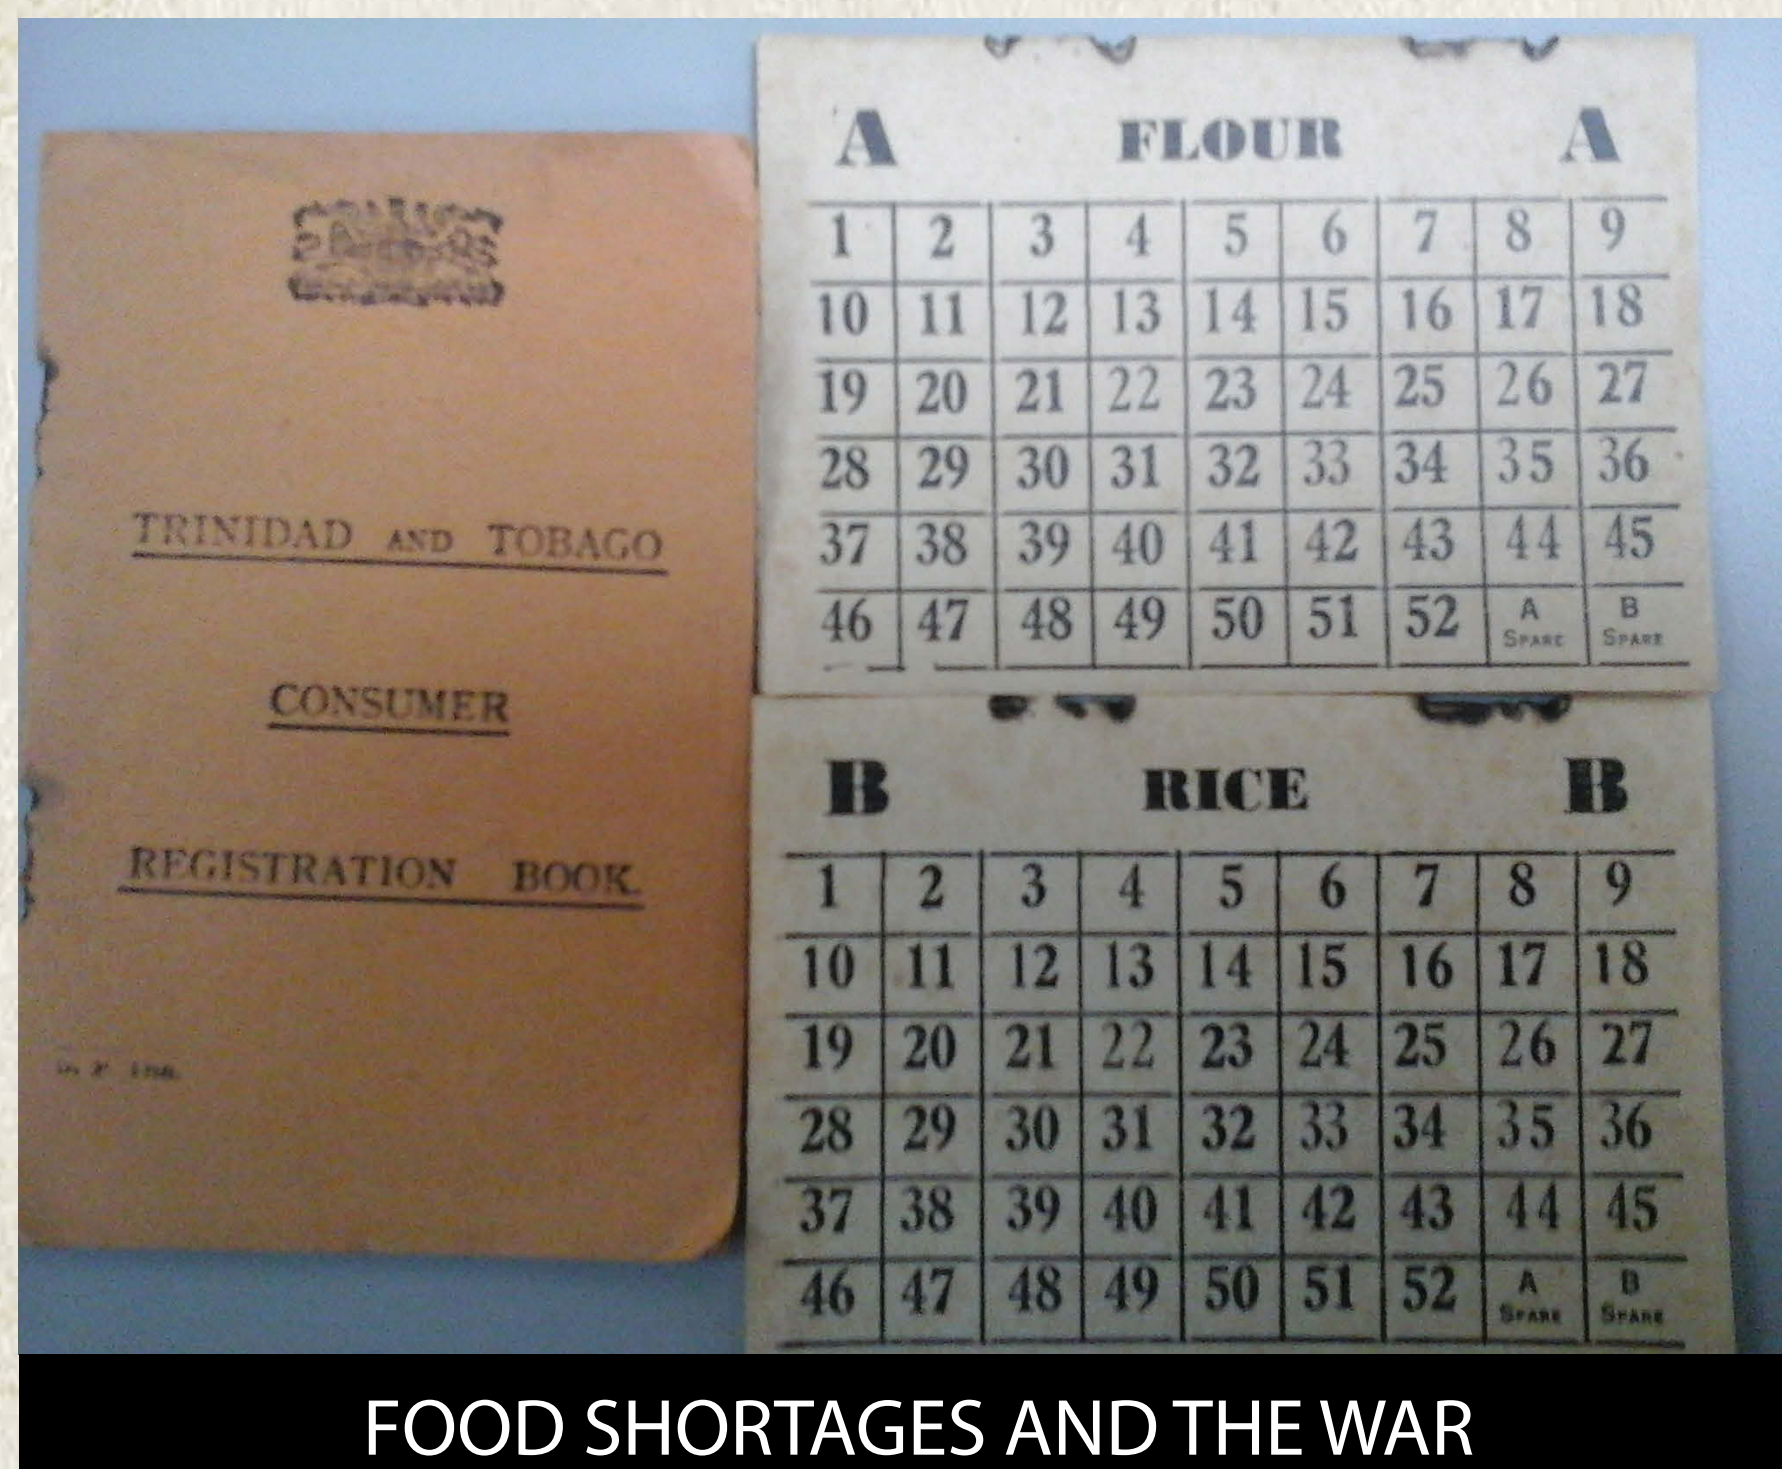 TRINIDAD AND TOBAGO
CONSUMER
REGISTRATION BOOK.
A FLOUR A
1 2 3 4 5 6 7 8 9
10 11 12 13 14 15 16 17 18
19 20 21 22 23 24 25 26 27
28 29 30 31 32 33 34 35 36
37 38 39 40 41 42 43 44 45
46 47 48 49 50 51 52 A SPARE B SPARE
B RICE B
1 2 3 4 5 6 7 8 9
10 11 12 13 14 15 16 17 18
19 20 21 22 23 24 25 26 27
28 29 30 31 32 33 34 35 36
37 38 39 40 41 42 43 44 45
46 47 48 49 50 51 52 A SPARE B SPARE
FOOD SHORTAGES AND THE WAR